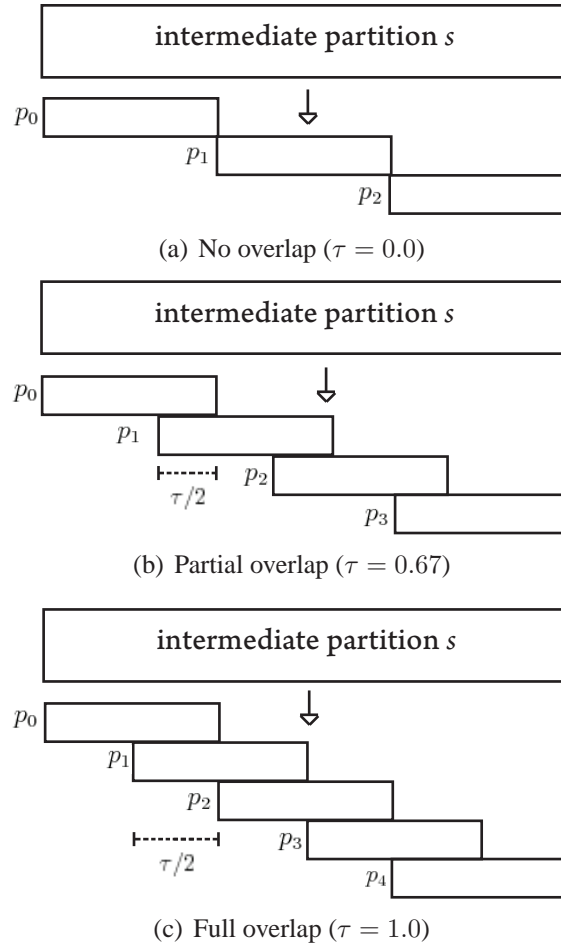 intermediate partition s
p0
p1
p2
(a) No overlap (τ = 0.0)
intermediate partition s
p0
p1
p2
τ/2
p3
(b) Partial overlap (τ = 0.67)
intermediate partition s
p0
p1
p2
p3
τ/2
p4
(c) Full overlap (τ = 1.0)